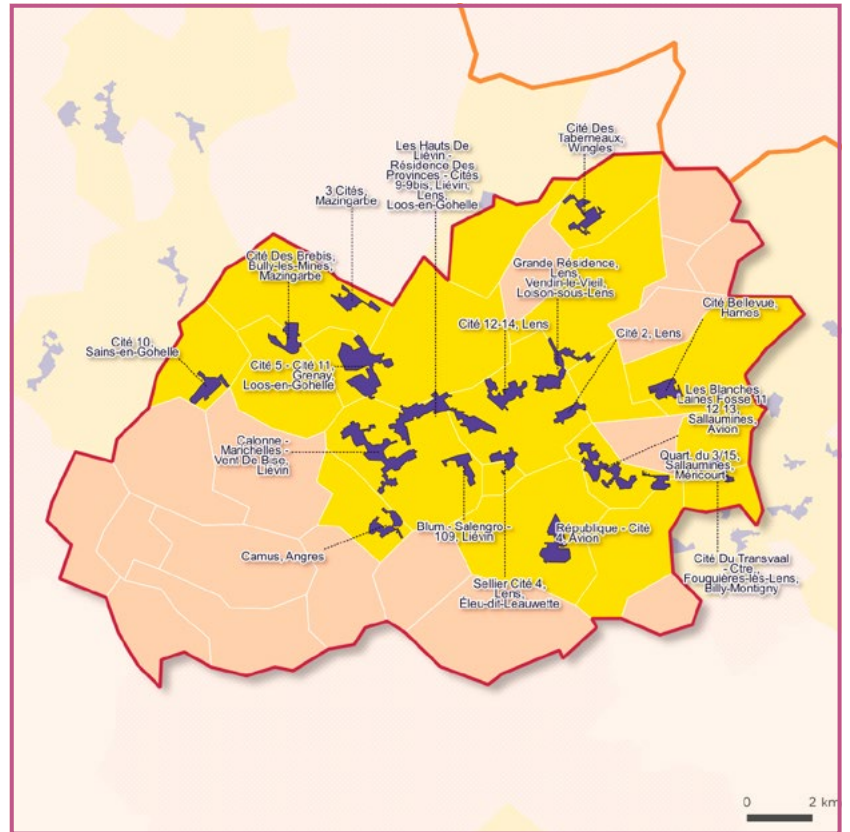 Cité Des
Taberneaux,
Wingles
Les Hauts De
Liévin -
Résidence Des
Provinces - Cités
9-9bis, Liévin,
Lens,
Loos-en-Gohelle
3 Cités,
Mazingarbe
Cité Des Brebis,
Bully-les-Mines,
Mazingarbe
Grande Résidence,
Lens,
Vendin-le-Vieil,
Loison-sous-Lens
Cité Bellevue,
Harnes
Cité 12-14, Lens
Cité 2, Lens
Cité 10,
Sains-en-Gohelle
Cité 5 - Cité 11,
Grenay,
Loos-en-Gohelle
Les Blanches
Laines Fosse 11
12 13,
Sallaumines,
Avion
Calonne -
Marichelles -
Vent De Bise,
Liévin
Quart. du 3/15,
Sallaumines,
Méricourt
Blum - Salengro -
109, Liévin
République - Cité
4, Avion
Camus, Angres
Cité Du Transvaal
- Ctre.,
Fouquières-lès-Lens,
Billy-Montigny
Sellier Cité 4,
Lens,
Éleu-dit-Leauwette
0 2 km